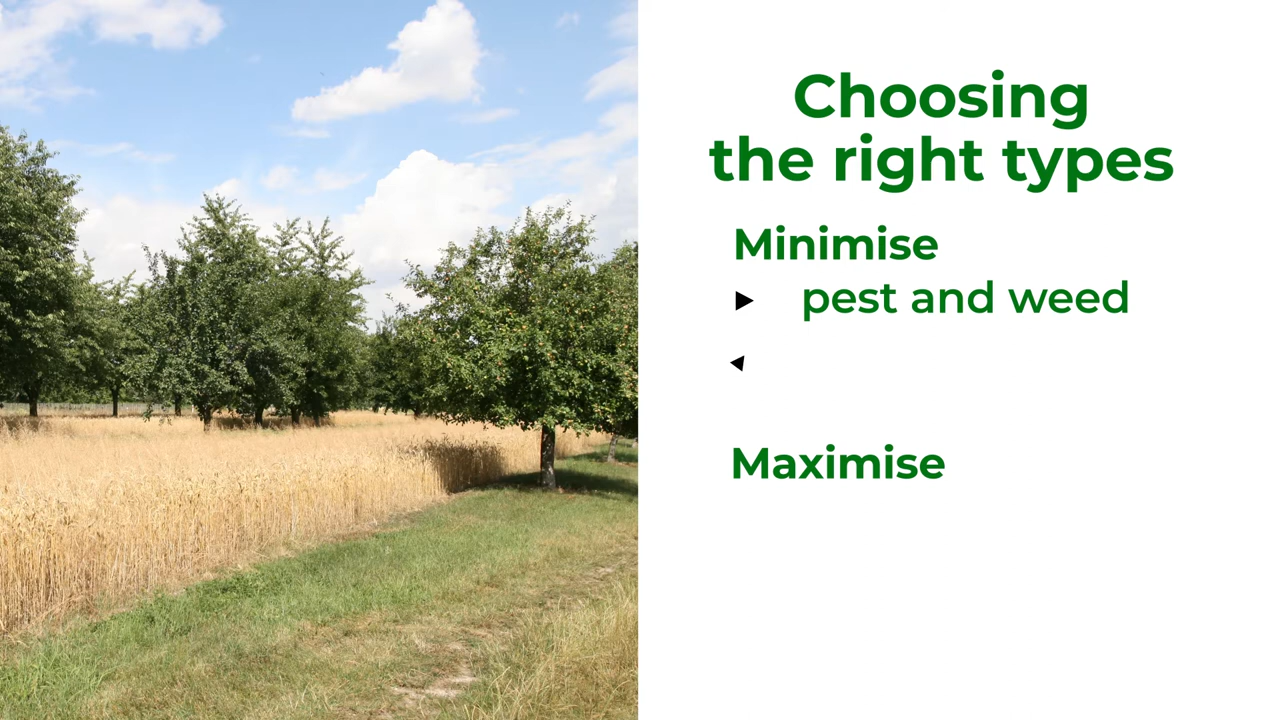 Choosing
the right types
Minimise
pest and weed
Maximise